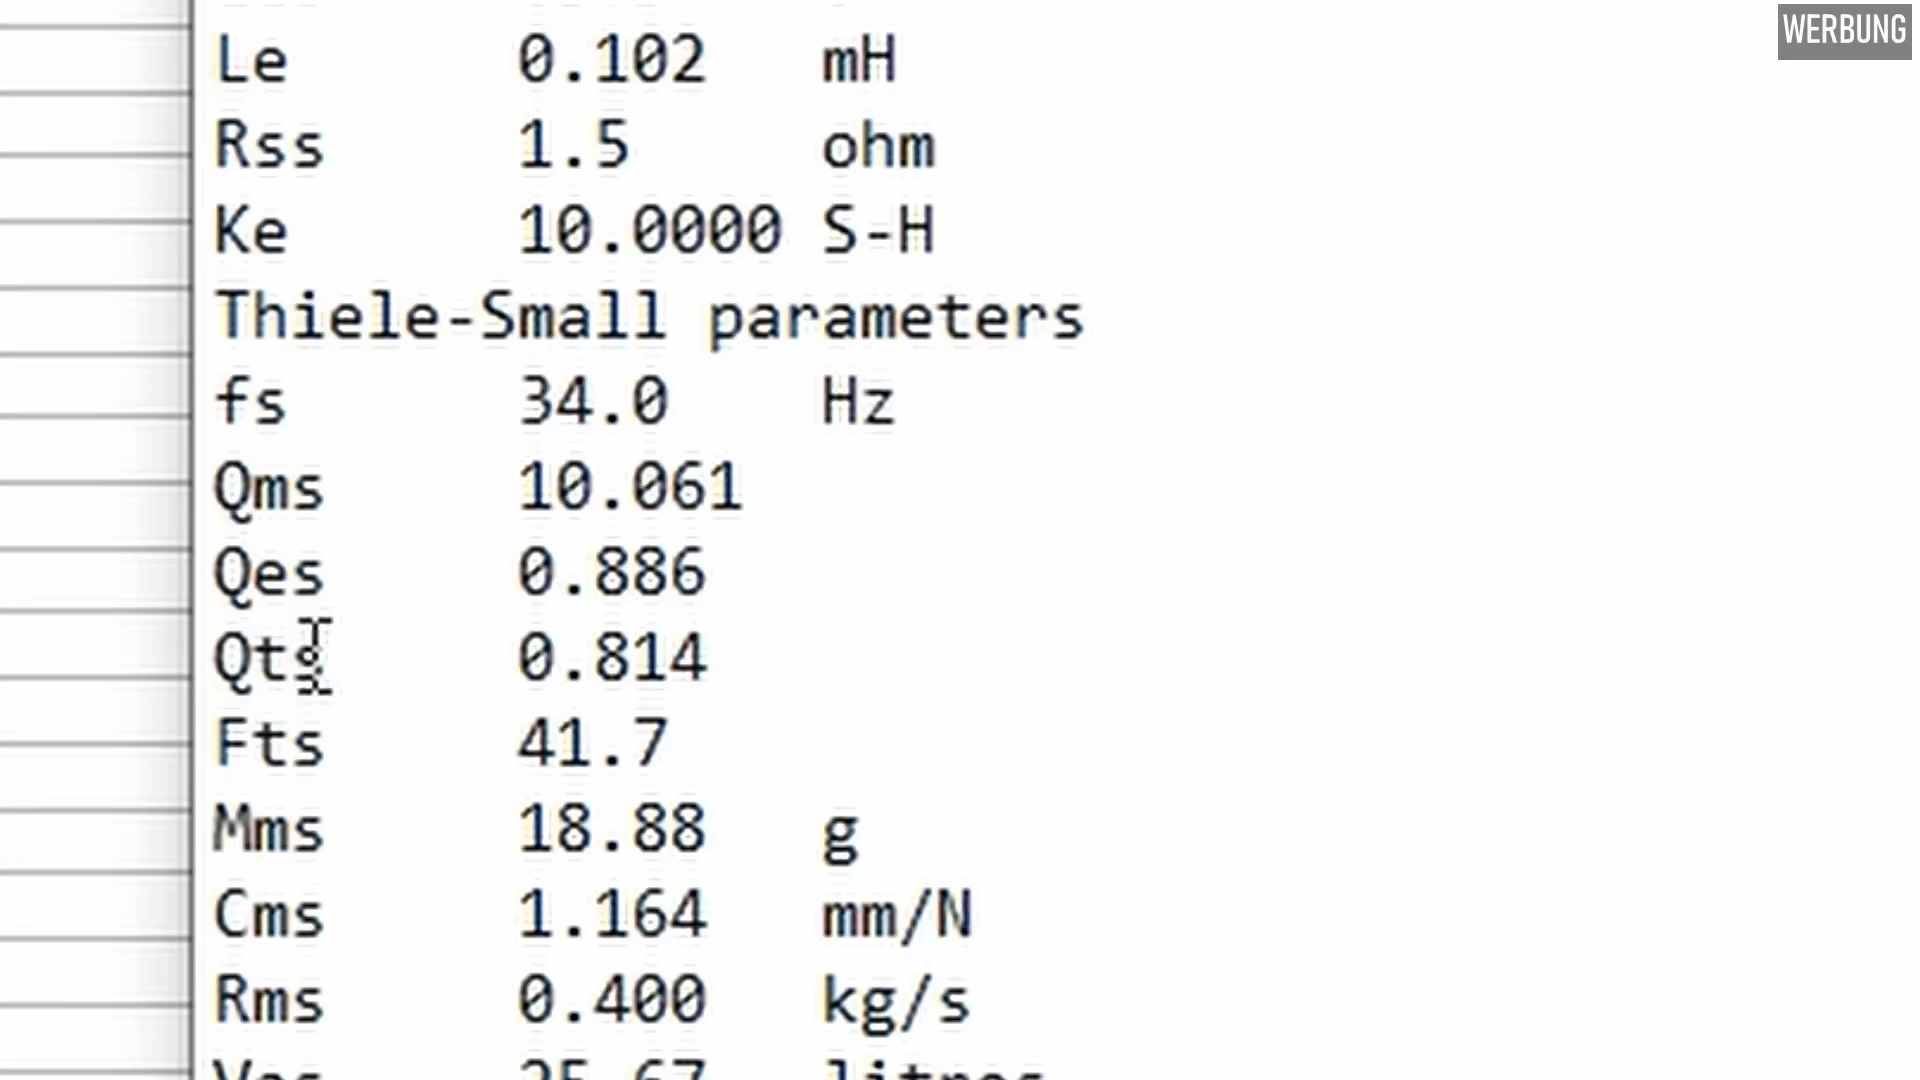 WERBUNG
Le 0.102 mH
Rss 1.5 ohm
Ke 10.0000 S-H
Thiele-Small parameters
fs 34.0 Hz
Qms 10.061
Qes 0.886
Qts 0.814
Fts 41.7
Mms 18.88 g
Cms 1.164 mm/N
Rms 0.400 kg/s